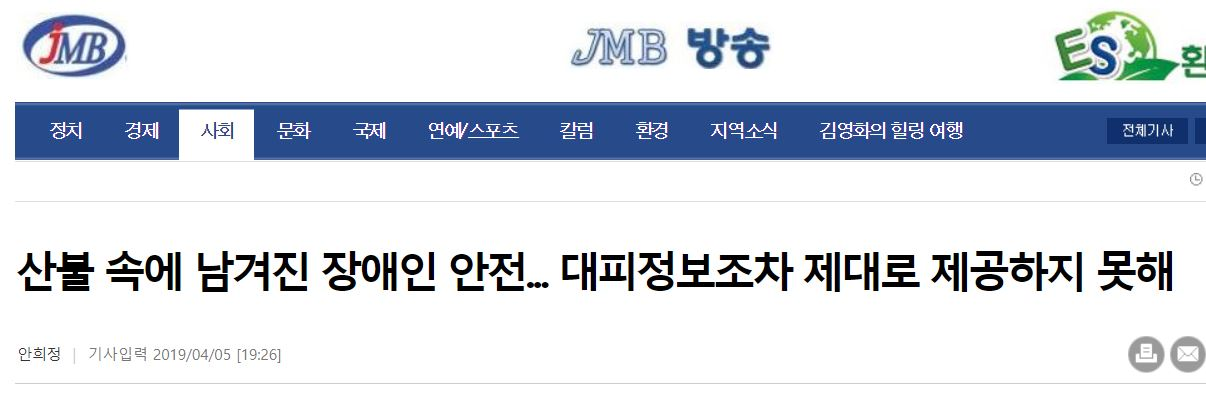 JMB
JMB 방송
ES 환
정치 경제 사회 문화 국제 연예/스포츠 칼럼 환경 지역소식 김영화의 힐링 여행 전체기사
산불 속에 남겨진 장애인 안전... 대피정보조차 제대로 제공하지 못해
안희정 | 기사입력 2019/04/05 [19:26]